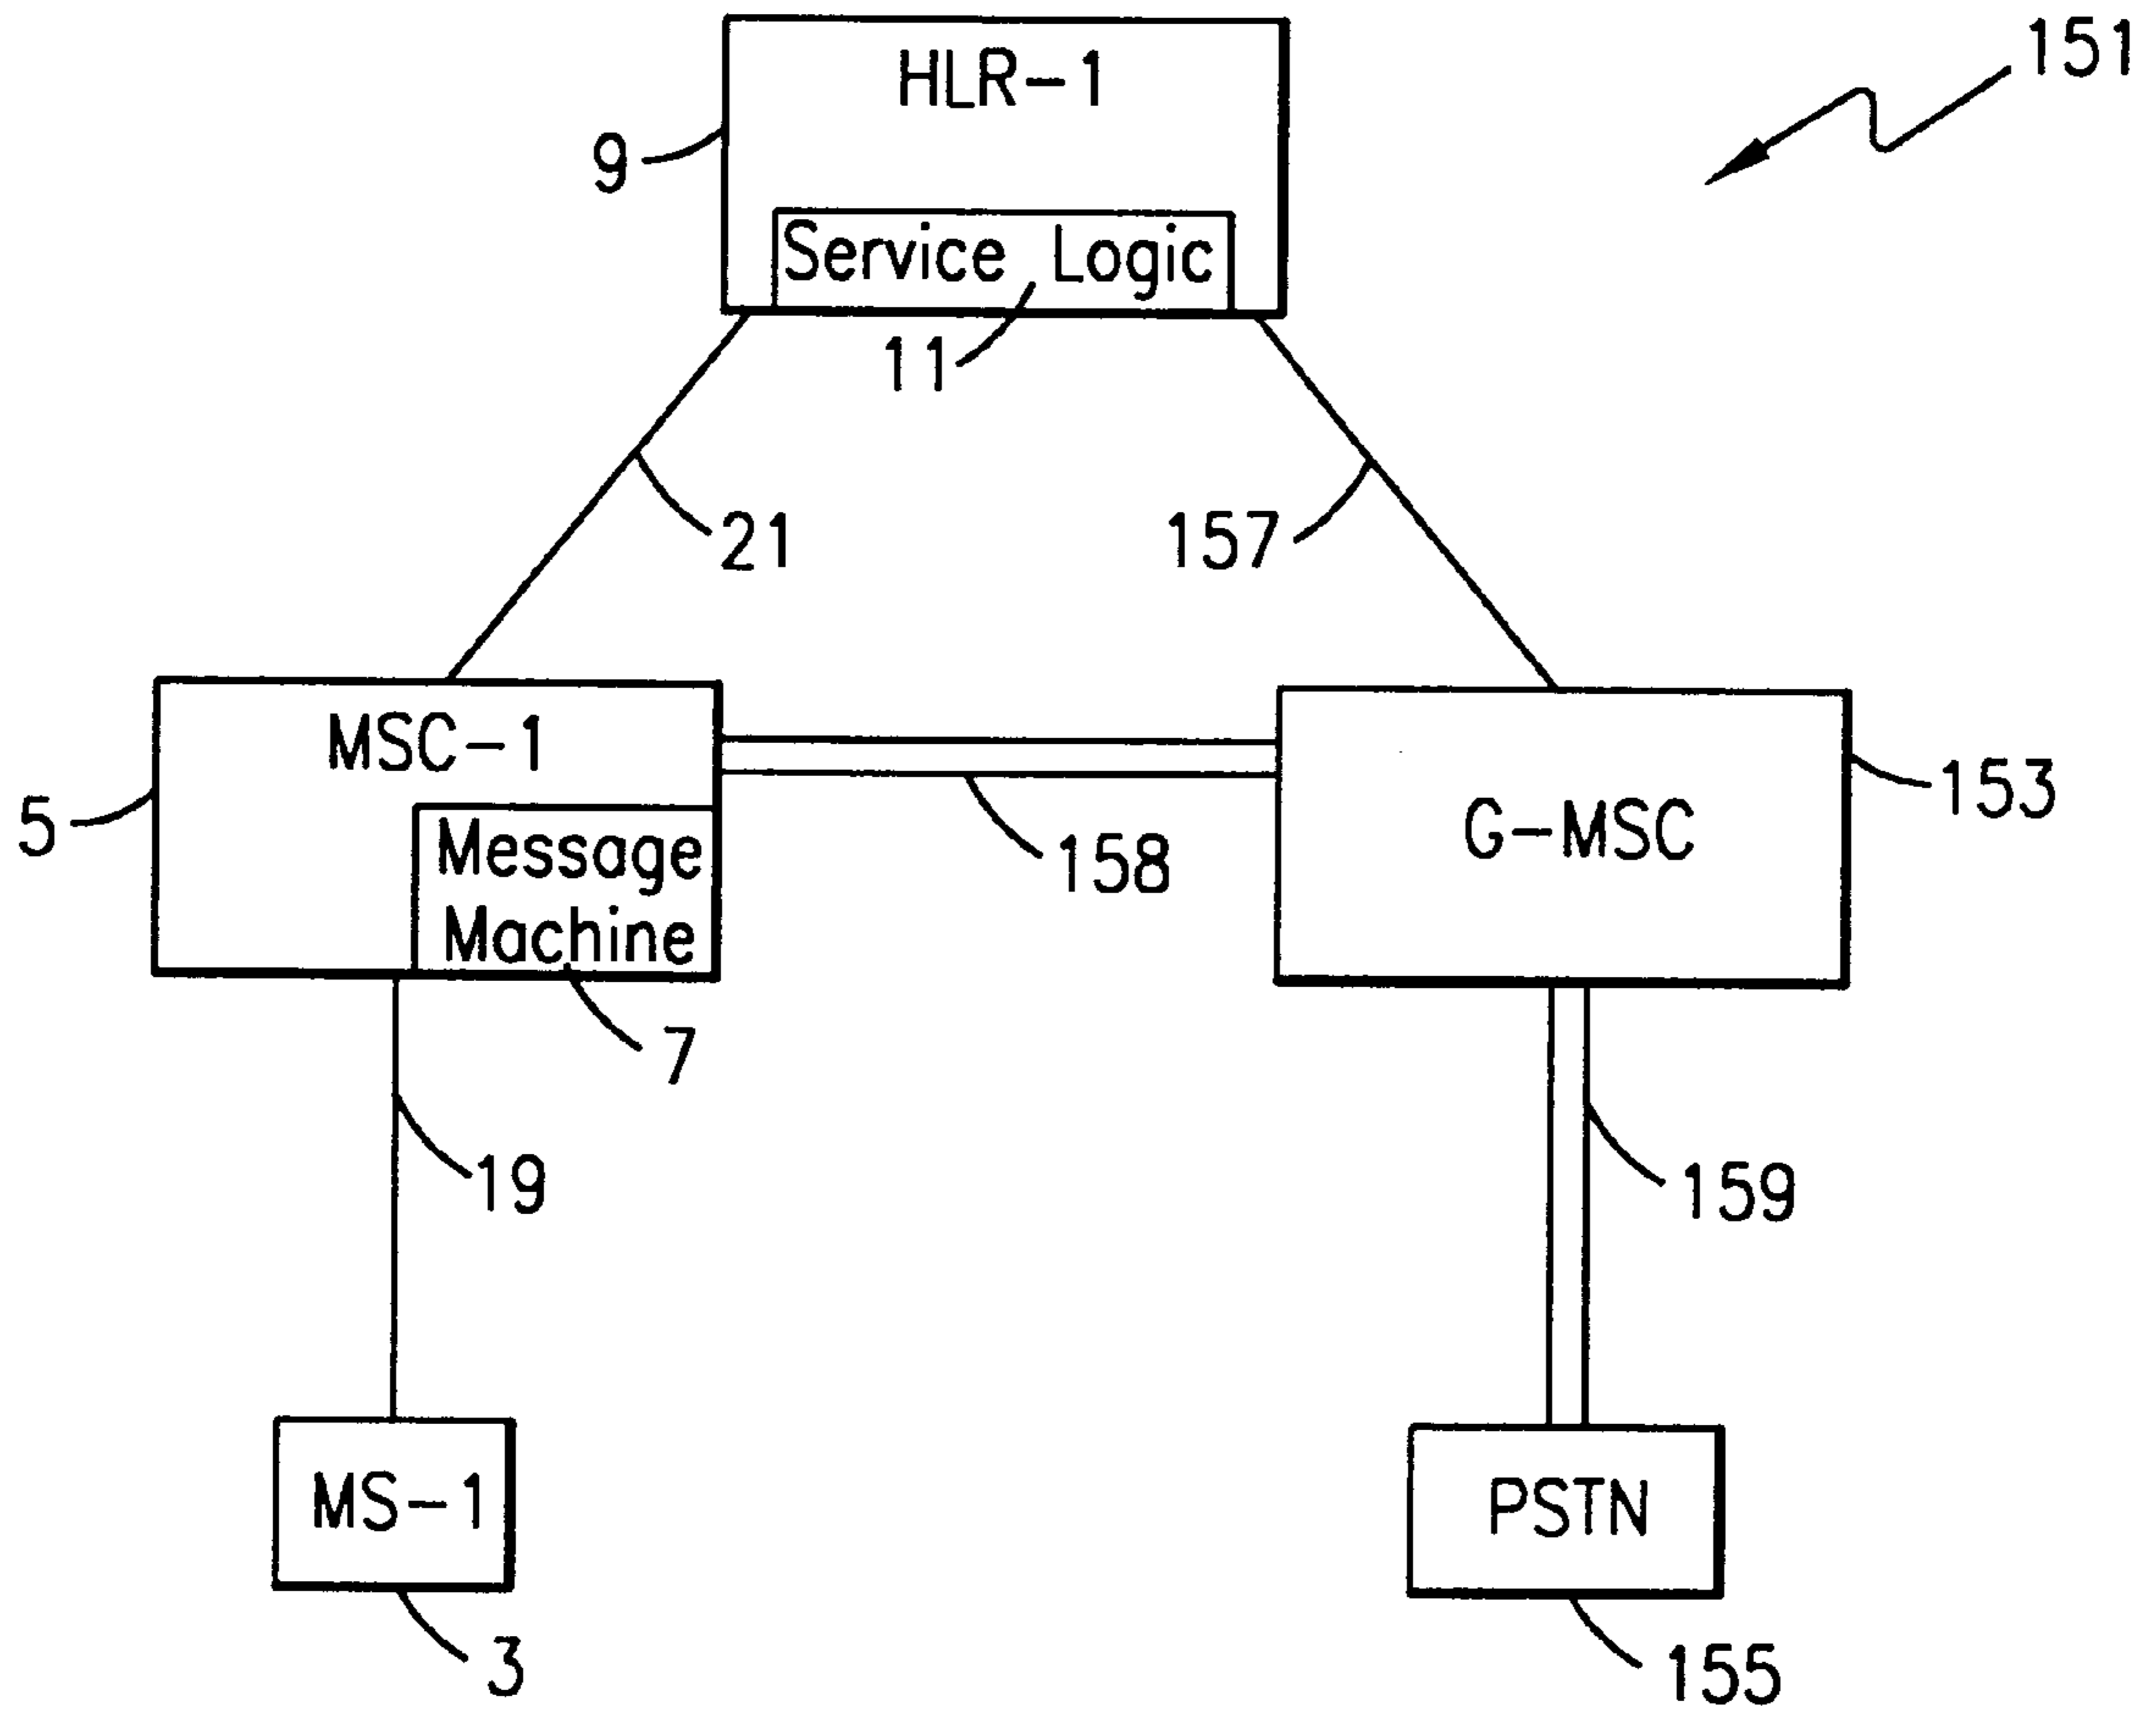 151
HLR-1
9
Service Logic
11
21
157
MSC-1
5
Message
Machine
7
158
G-MSC
153
19
159
MS-1
3
PSTN
155